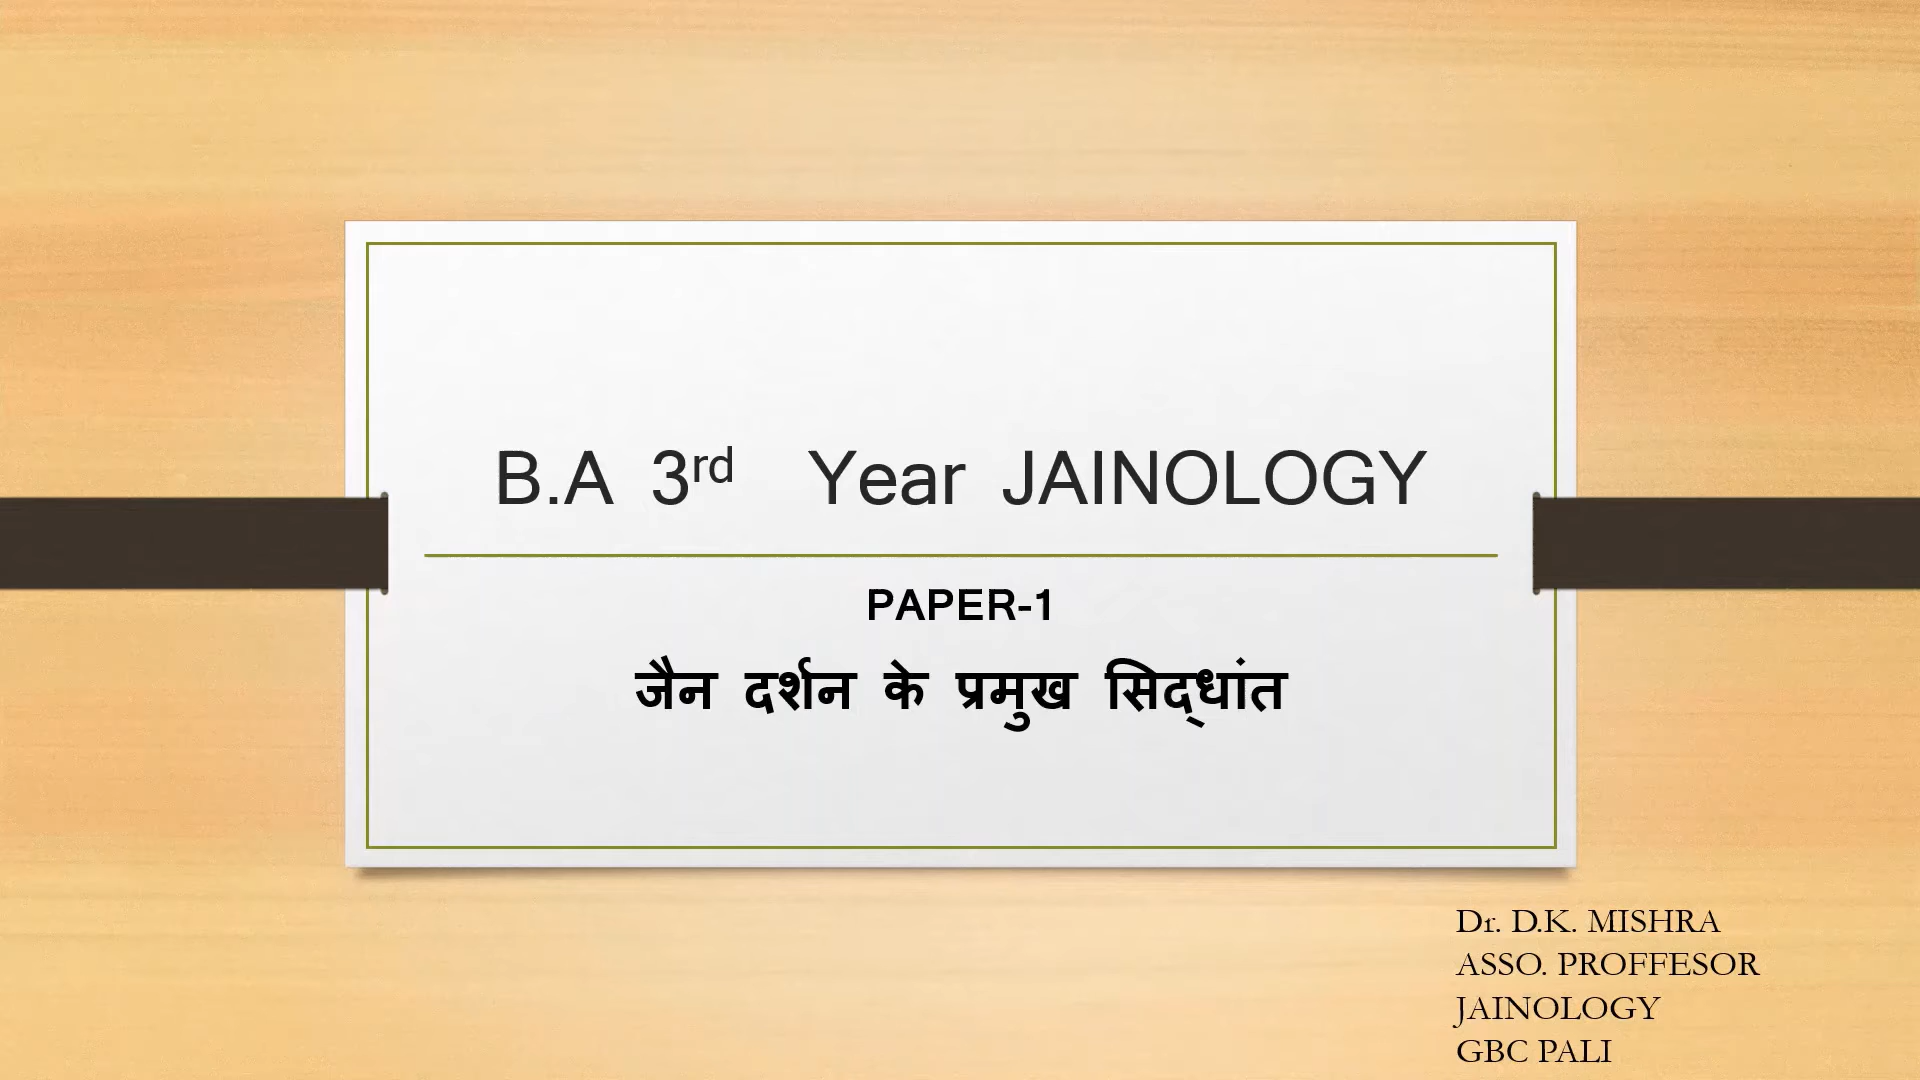 B.A 3rd Year JAINOLOGY
PAPER-1
जैन दर्शन के प्रमुख सिद्धांत
Dr. D.K. MISHRA
ASSO. PROFFESOR
JAINOLOGY
GBC PALI